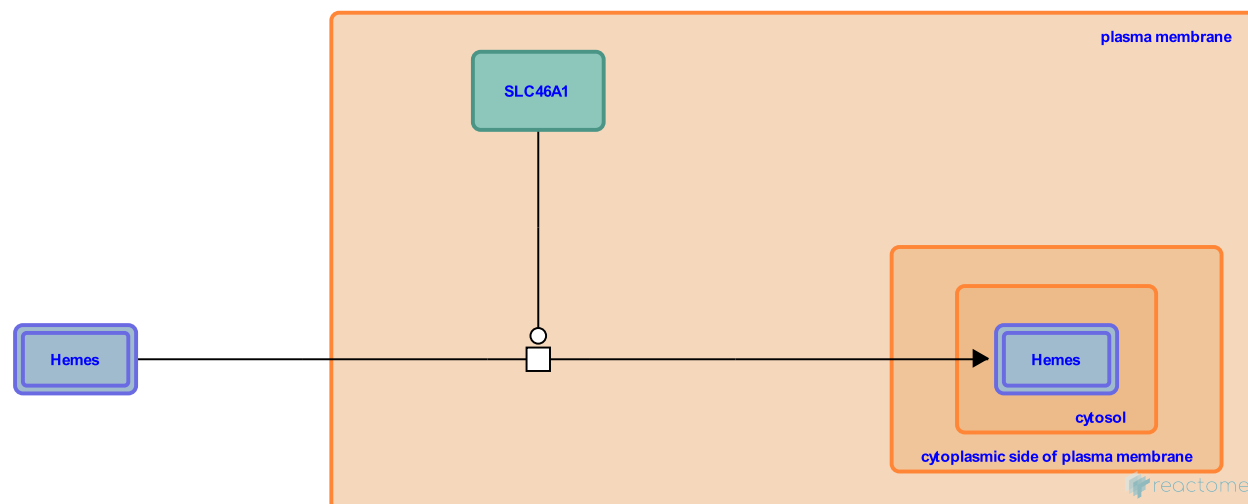 plasma membrane
SLC46A1
Hemes
Hemes
cytosol
cytoplasmic side of plasma membrane
reactome